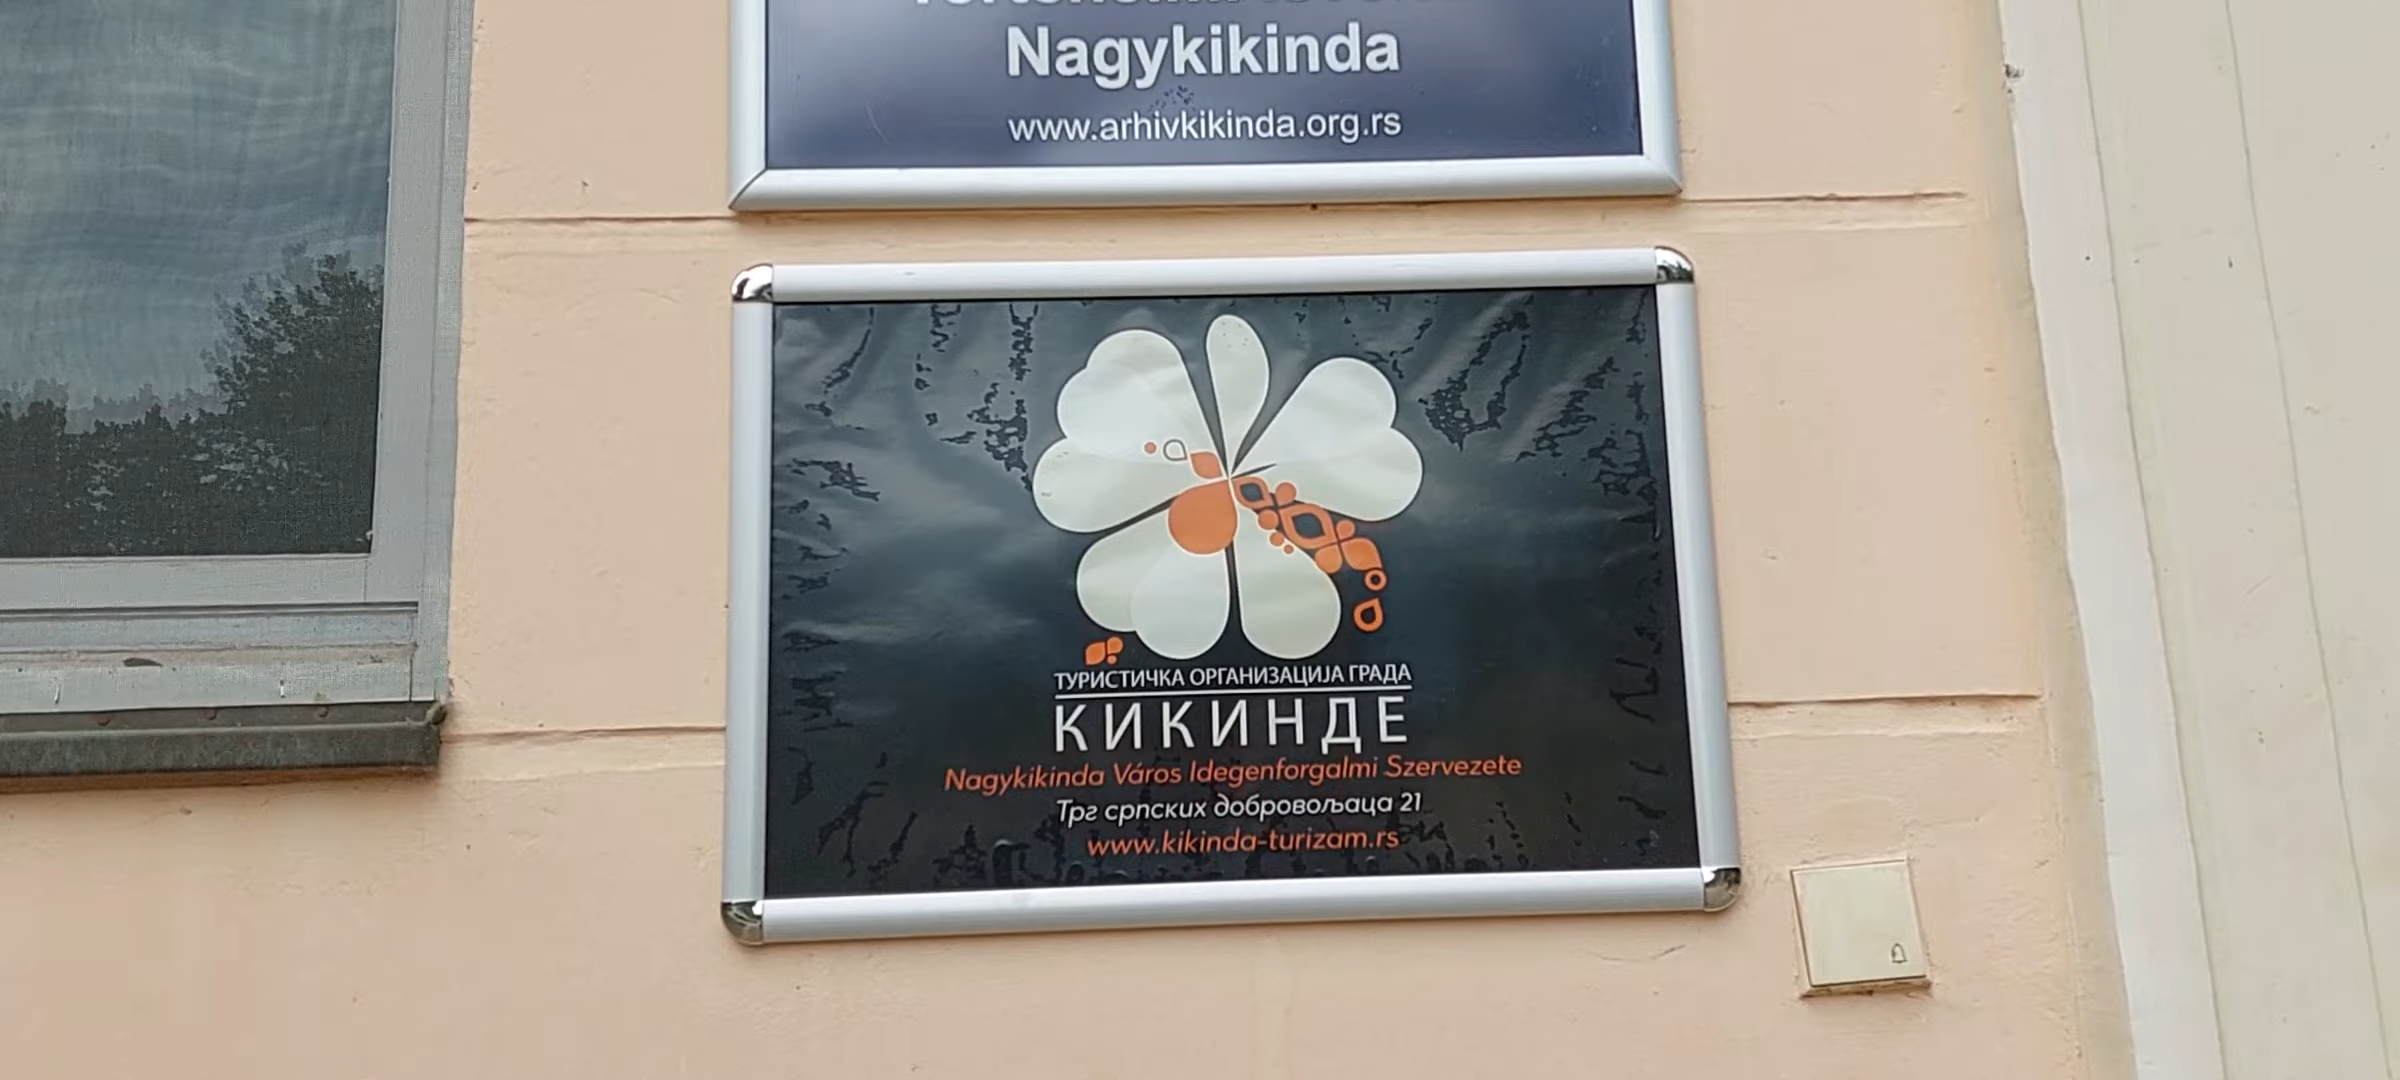 Nagykikinda
www.arhivkikinda.org.rs
ТУРИСТИЧКА ОРГАНИЗАЦИЈА ГРАДА
КИКИНДЕ
Nagykikinda Város Idegenforgalmi Szervezete
Трг српских добровољаца 21
www.kikinda-turizam.rs